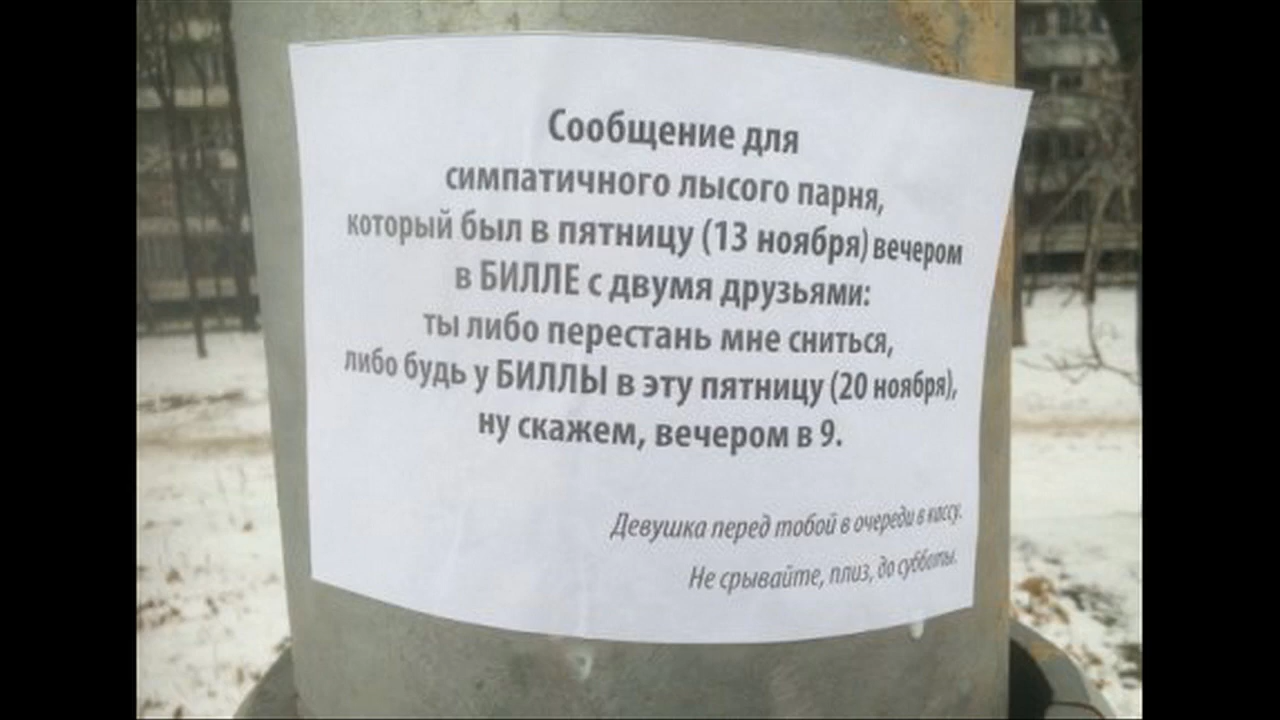 Сообщение для
симпатичного лысого парня,
который был в пятницу (13 ноября) вечером
в БИЛЛЕ с двумя друзьями:
ты либо перестань мне сниться,
либо будь у БИЛЛЫ в эту пятницу (20 ноября),
ну скажем, вечером в 9.
Девушка перед тобой в очереди в кассу.
Не срывайте, плиз, до субботы.